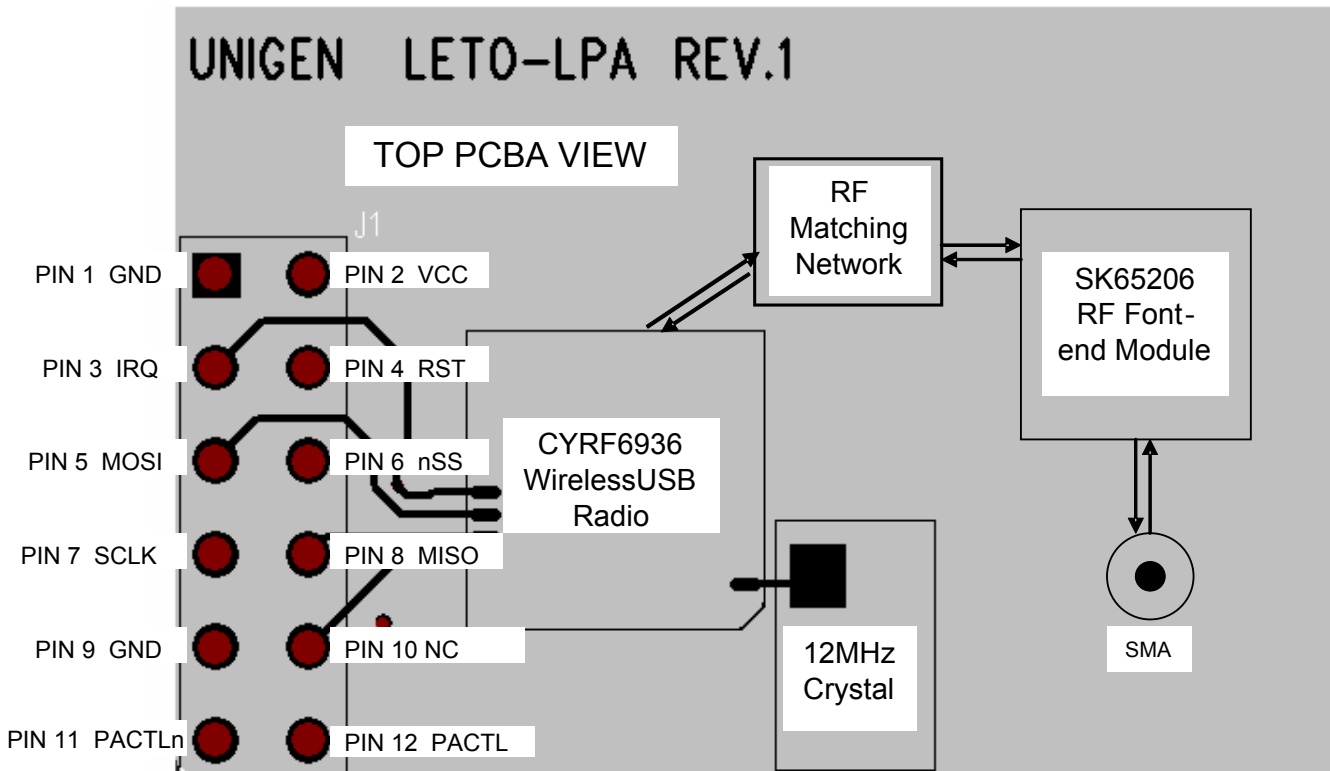 UNIGEN LETO-LPA REV.1
TOP PCBA VIEW
J1
PIN 1 GND
PIN 2 VCC
PIN 3 IRQ
PIN 4 RST
PIN 5 MOSI
PIN 6 nSS
PIN 7 SCLK
PIN 8 MISO
PIN 9 GND
PIN 10 NC
PIN 11 PACTLn
PIN 12 PACTL
RF
Matching
Network
SK65206
RF Font-
end Module
CYRF6936
WirelessUSB
Radio
12MHz
Crystal
SMA